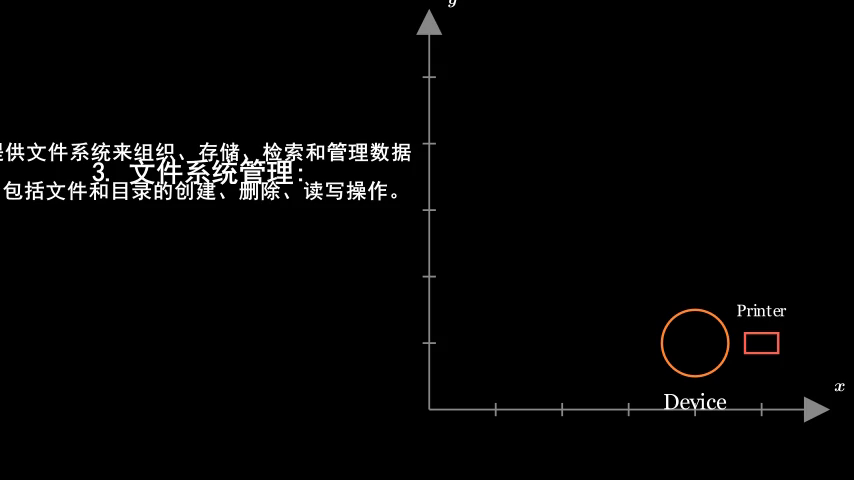 提供文件系统来组织、存储、检索和管理数据
3. 文件系统管理:
包括文件和目录的创建、删除、读写操作。
y
Printer
x
Device